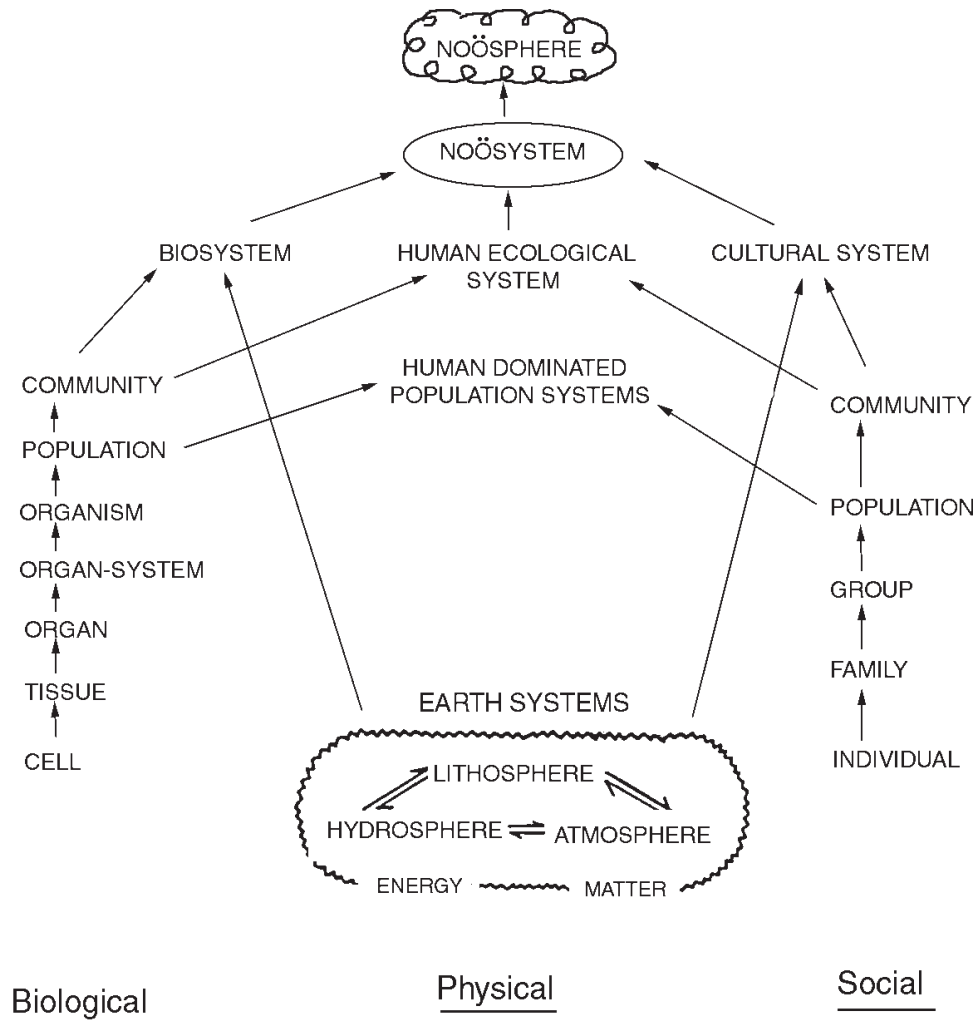 NOÖSPHERE
NOÖSYSTEM
BIOSYSTEM
HUMAN ECOLOGICAL
SYSTEM
CULTURAL SYSTEM
COMMUNITY
HUMAN DOMINATED
POPULATION SYSTEMS
COMMUNITY
POPULATION
POPULATION
ORGANISM
ORGAN-SYSTEM
GROUP
ORGAN
FAMILY
TISSUE
EARTH SYSTEMS
CELL
INDIVIDUAL
LITHOSPHERE
HYDROSPHERE
ATMOSPHERE
ENERGY
MATTER
Biological
Physical
Social